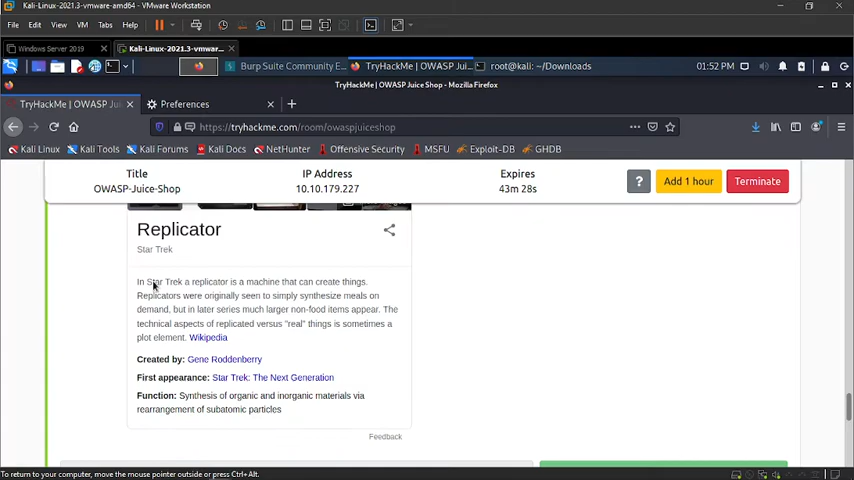 Kali-Linux-2021.3-vmware-amd64 - VMware Workstation
File Edit View VM Tabs Help
Windows Server 2019 Kali-Linux-2021.3-vmwar...
Burp Suite Community E... TryHackMe | OWASP Jui... root@kali: ~/Downloads 01:52 PM
TryHackMe | OWASP Juice Shop - Mozilla Firefox
TryHackMe | OWASP Jui Preferences
https://tryhackme.com/room/owaspjuiceshop
Kali Linux Kali Tools Kali Forums Kali Docs NetHunter Offensive Security MSFU Exploit-DB GHDB
Title IP Address Expires
OWASP-Juice-Shop 10.10.179.227 43m 28s
? Add 1 hour Terminate
Replicator
Star Trek
In Star Trek a replicator is a machine that can create things.
Replicators were originally seen to simply synthesize meals on
demand, but in later series much larger non-food items appear. The
technical aspects of replicated versus "real" things is sometimes a
plot element. Wikipedia
Created by: Gene Roddenberry
First appearance: Star Trek: The Next Generation
Function: Synthesis of organic and inorganic materials via
rearrangement of subatomic particles
Feedback
To return to your computer, move the mouse pointer outside or press Ctrl+Alt.